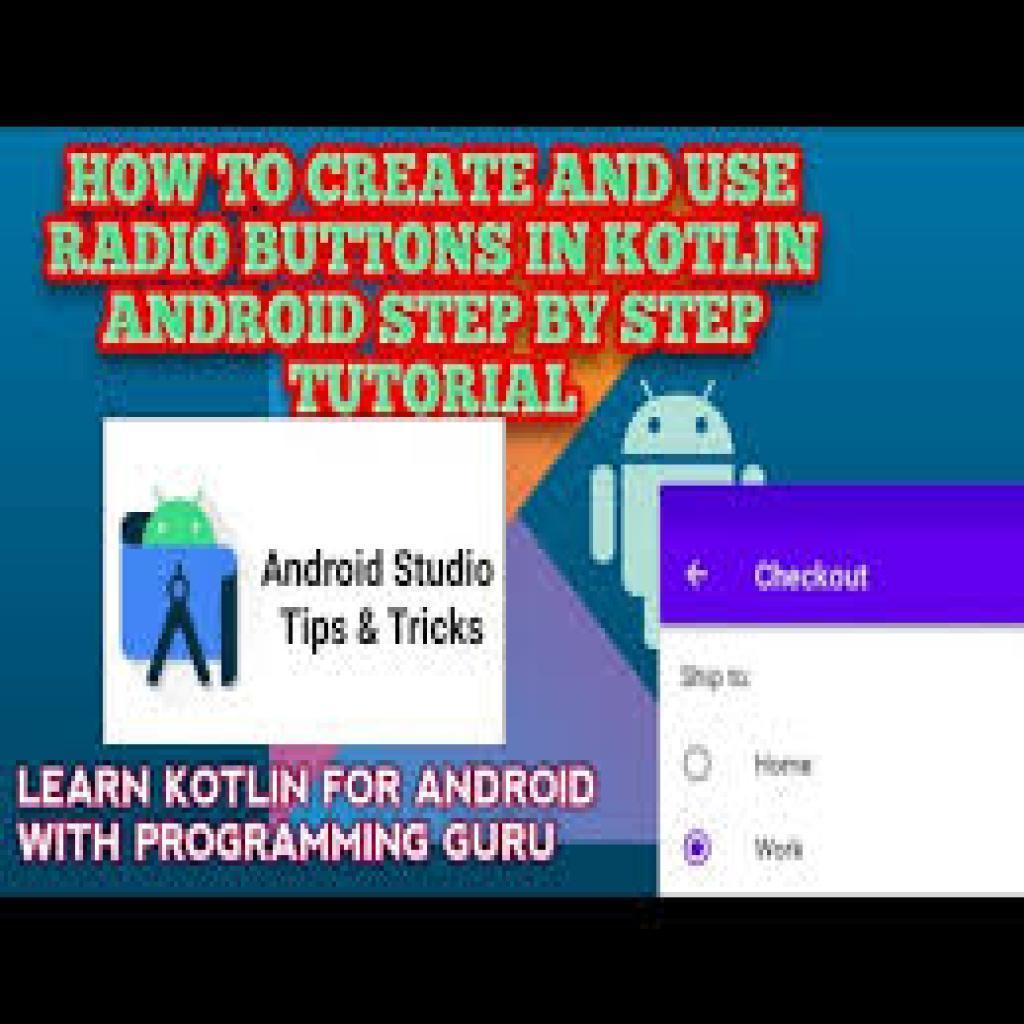 HOW TO CREATE AND USE
RADIO BUTTONS IN KOTLIN
ANDROID STEP BY STEP
TUTORIAL
Android Studio
Tips & Tricks
Checkout
Ship to:
Home
Work
LEARN KOTLIN FOR ANDROID
WITH PROGRAMMING GURU